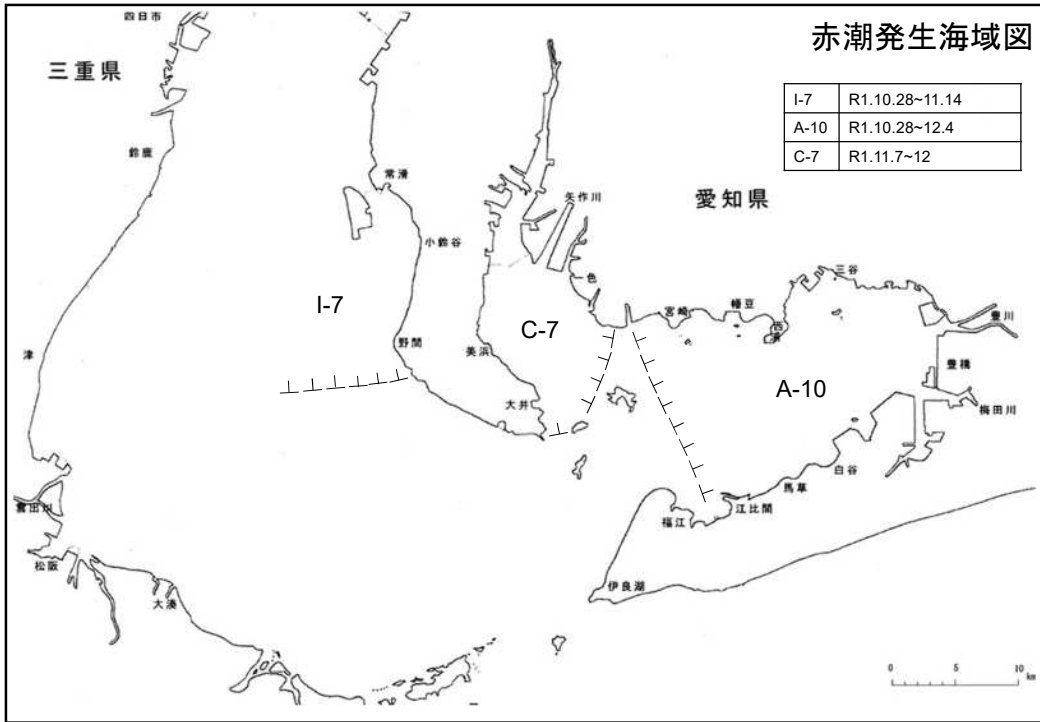 赤潮発生海域図
I-7 R1.10.28~11.14
A-10 R1.10.28~12.4
C-7 R1.11.7~12
四日市
三重県
鈴鹿
常滑
矢作川
愛知県
小鈴谷
一色
三谷
I-7
C-7
宮崎
幡豆
西浦
豊川
津
野間
美浜
豊橋
大井
A-10
梅田川
白谷
馬草
雲出川
福江
江比間
松阪
伊良湖
大湊
0 5 10
km